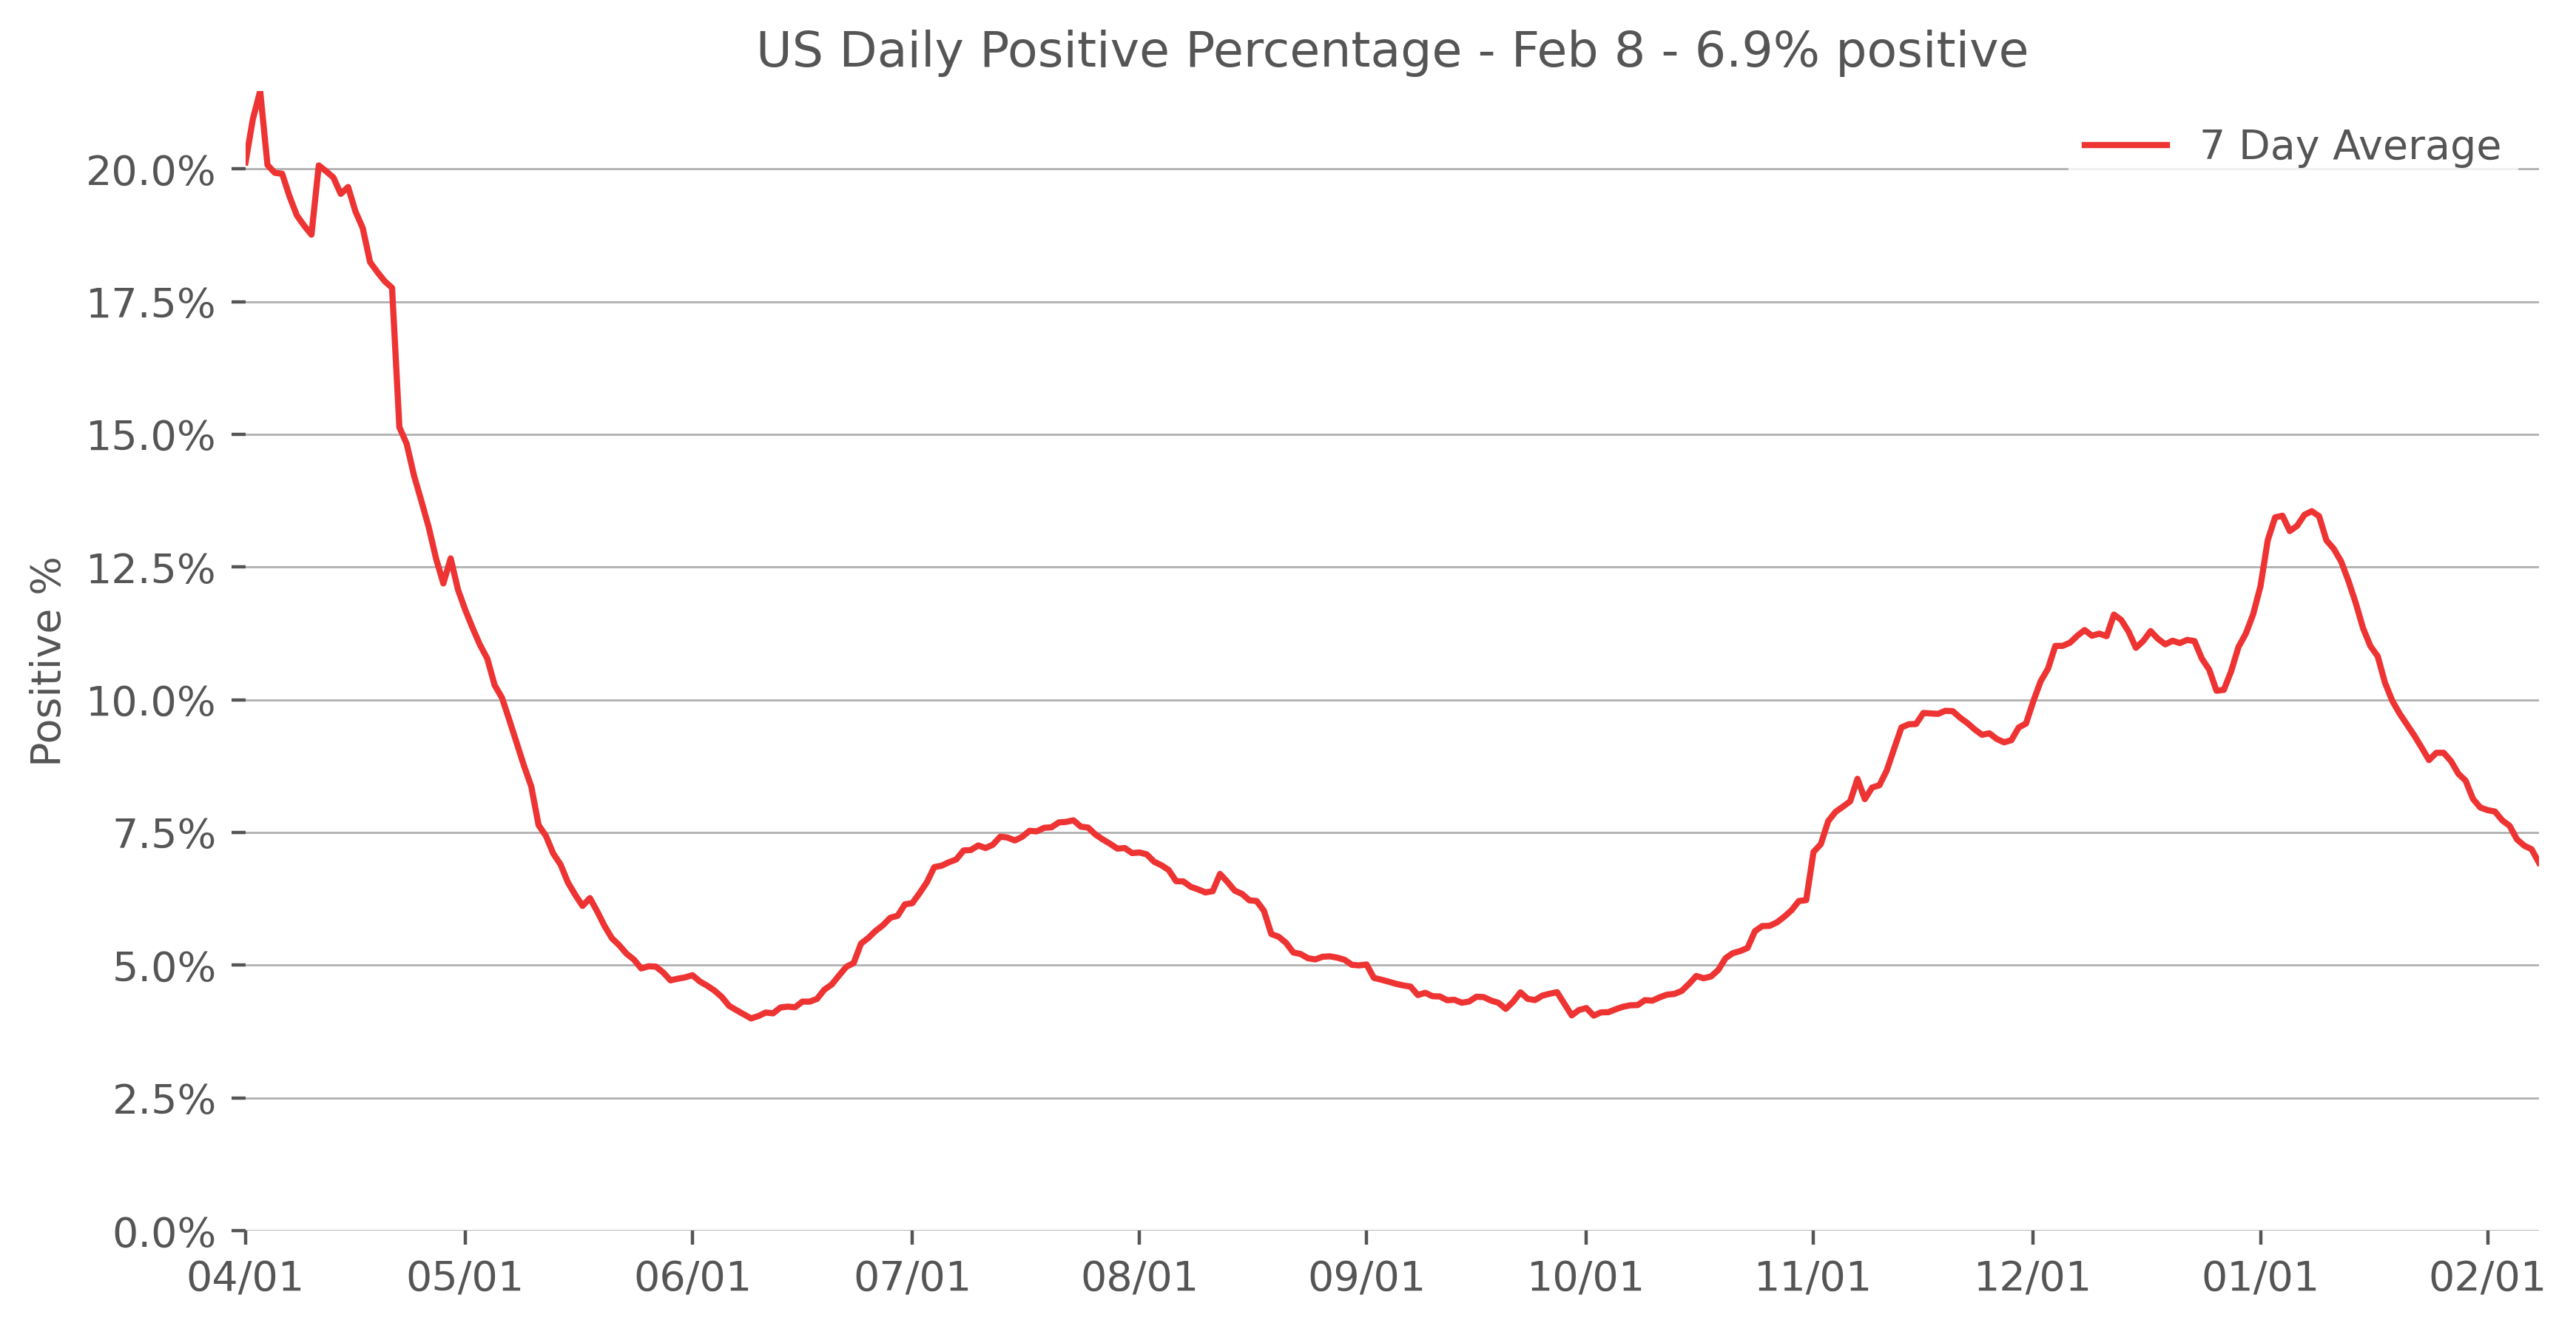 US Daily Positive Percentage - Feb 8 - 6.9% positive
7 Day Average
Positive %
20.0%
17.5%
15.0%
12.5%
10.0%
7.5%
5.0%
2.5%
0.0%
04/01 05/01 06/01 07/01 08/01 09/01 10/01 11/01 12/01 01/01 02/01